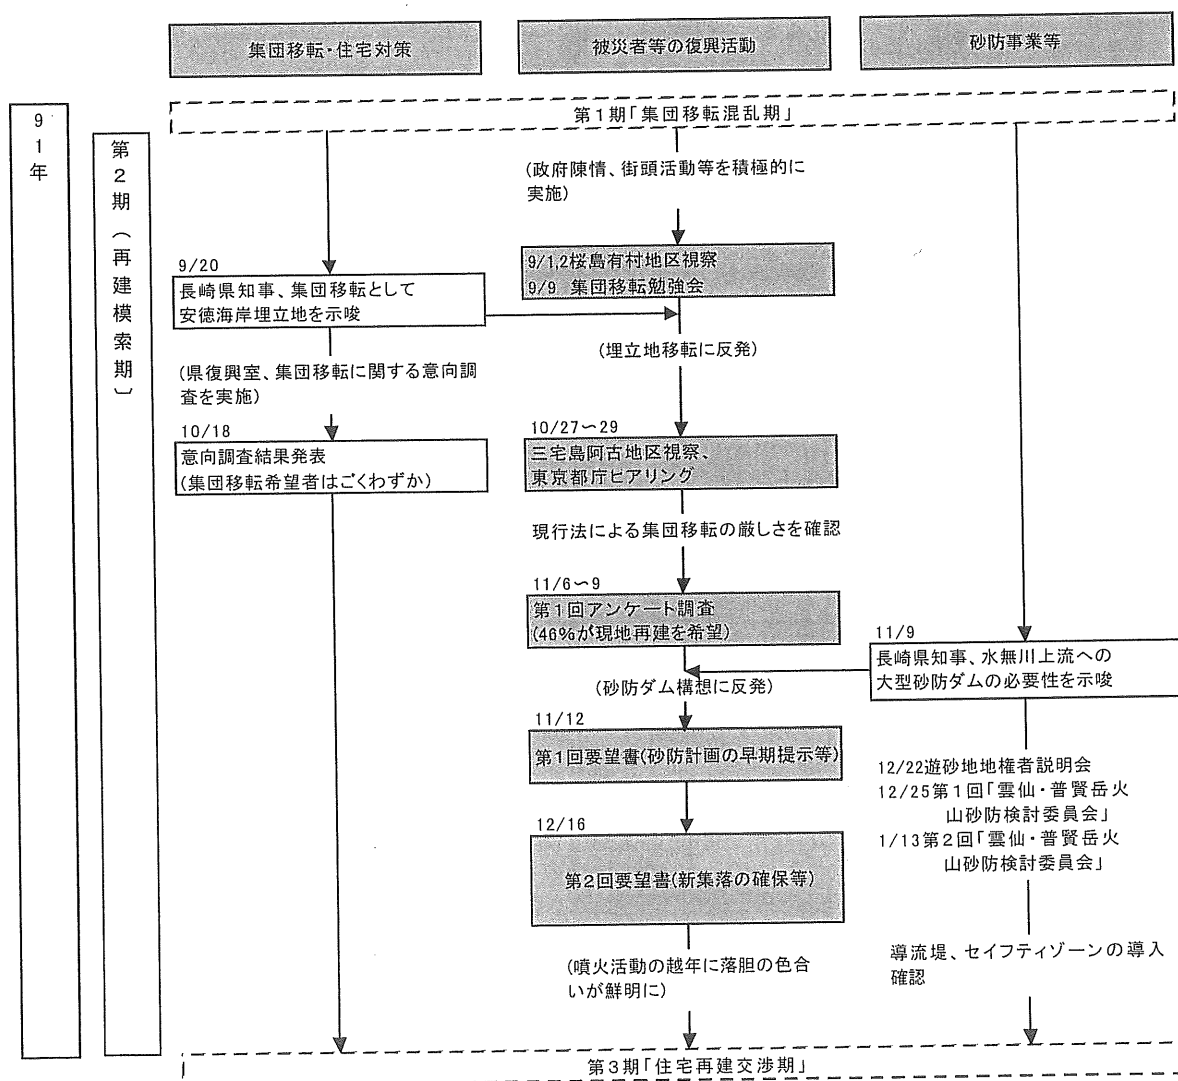 集団移転・住宅対策
被災者等の復興活動
砂防事業等
91年
第2期（再建模索期〕
第1期「集団移転混乱期」
(政府陳情、街頭活動等を積極的に
実施)
9/1,2桜島有村地区視察
9/9 集団移転勉強会
9/20
長崎県知事、集団移転として
安徳海岸埋立地を示唆
(埋立地移転に反発)
(県復興室、集団移転に関する意向調
査を実施)
10/18
意向調査結果発表
(集団移転希望者はごくわずか)
10/27〜29
三宅島阿古地区視察、
東京都庁ヒアリング
現行法による集団移転の厳しさを確認
11/6〜9
第1回アンケート調査
(46%が現地再建を希望)
11/9
長崎県知事、水無川上流への
大型砂防ダムの必要性を示唆
(砂防ダム構想に反発)
11/12
第1回要望書(砂防計画の早期提示等)
12/16
第2回要望書(新集落の確保等)
(噴火活動の越年に落胆の色合
いが鮮明に)
12/22遊砂地地権者説明会
12/25第1回「雲仙・普賢岳火
山砂防検討委員会」
1/13第2回「雲仙・普賢岳火
山砂防検討委員会」
導流堤、セイフティゾーンの導入
確認
第3期「住宅再建交渉期」